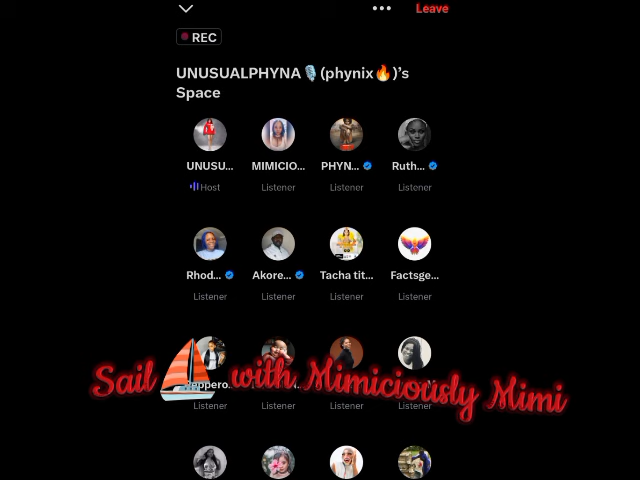 Leave
REC
UNUSUALPHYNA🎙️(phynix🔥)'s
Space
UNUSU... MIMICIO... PHYN... Ruth...
Host Listener Listener Listener
Rhod... Akore... Tacha tit... Factsge...
Listener Listener Listener Listener
Sail ⛵ with Mimiciously Mimi
Listener Listener Listener Listener